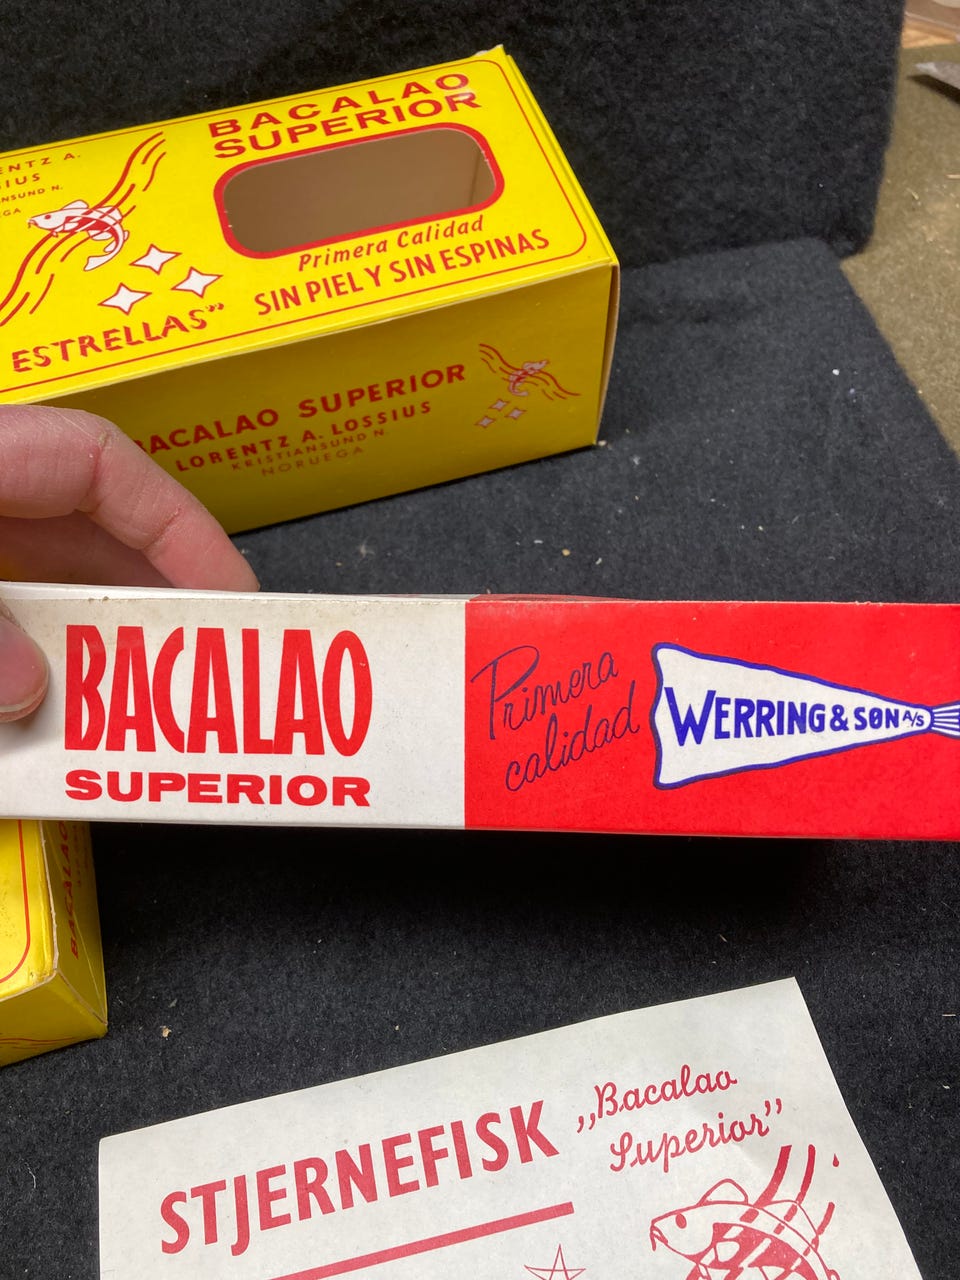 BACALAO
SUPERIOR
Primera Calidad
SIN PIEL Y SIN ESPINAS
ESTRELLAS”
BACALAO SUPERIOR
LORENTZ A. LOSSIUS
KRISTIANSUND N.
NORUEGA
BACALAO
SUPERIOR
Primera
calidad
WERRING & SØN A/S
BACALAO
STJERNEFISK
„Bacalao
Superior”